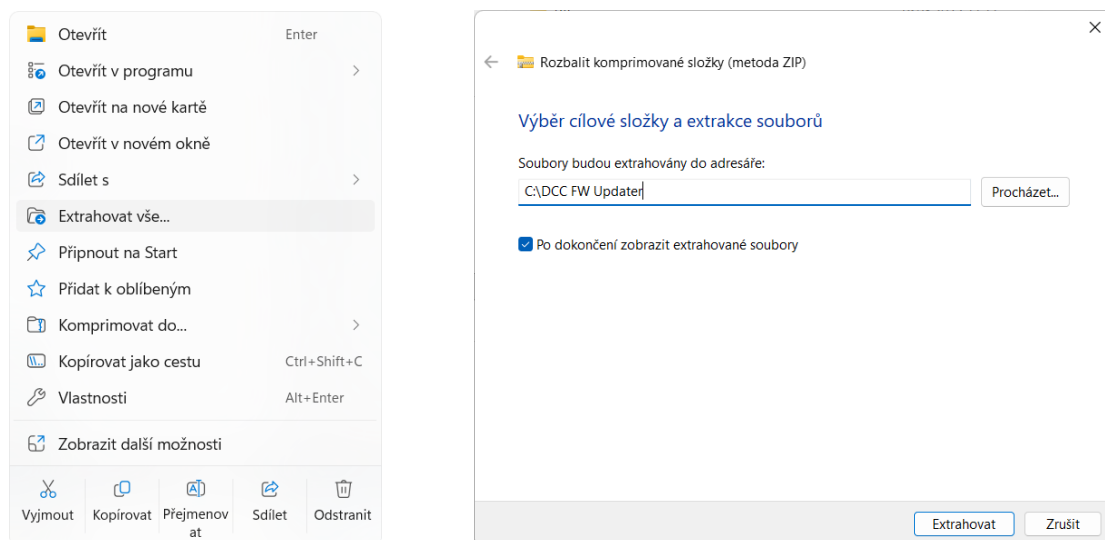 Otevřít Enter
Otevřít v programu
Otevřít na nové kartě
Otevřít v novém okně
Sdílet s
Extrahovat vše...
Připnout na Start
Přidat k oblíbeným
Komprimovat do...
Kopírovat jako cestu Ctrl+Shift+C
Vlastnosti Alt+Enter
Zobrazit další možnosti
Vyjmout Kopírovat Přejmenov Sdílet Odstranit
at
Rozbalit komprimované složky (metoda ZIP)
Výběr cílové složky a extrakce souborů
Soubory budou extrahovány do adresáře:
C:\DCC FW Updater
Procházet...
Po dokončení zobrazit extrahované soubory
Extrahovat Zrušit